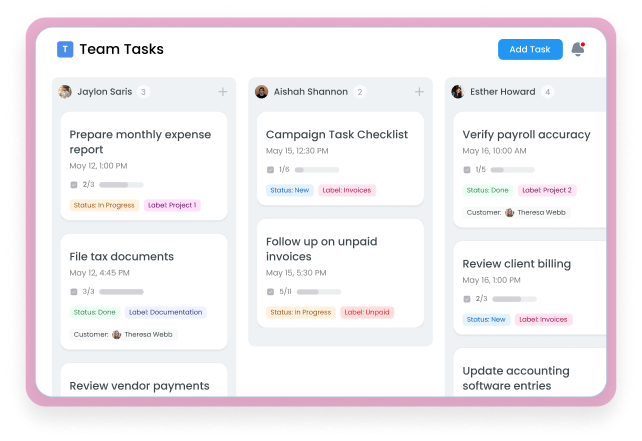 T Team Tasks
Add Task
Jaylon Saris 3
Prepare monthly expense
report
May 12, 1:00 PM
2/3
Status: In Progress Label: Project 1
File tax documents
May 12, 4:45 PM
3/3
Status: Done Label: Documentation
Customer: Theresa Webb
Review vendor payments
Aishah Shannon 2
Campaign Task Checklist
May 15, 12:30 PM
1/6
Status: New Label: Invoices
Follow up on unpaid
invoices
May 15, 5:30 PM
5/11
Status: In Progress Label: Unpaid
Esther Howard 4
Verify payroll accuracy
May 16, 10:00 AM
1/5
Status: Done Label: Project 2
Customer: Theresa Webb
Review client billing
May 16, 1:00 PM
2/3
Status: New Label: Invoices
Update accounting
software entries